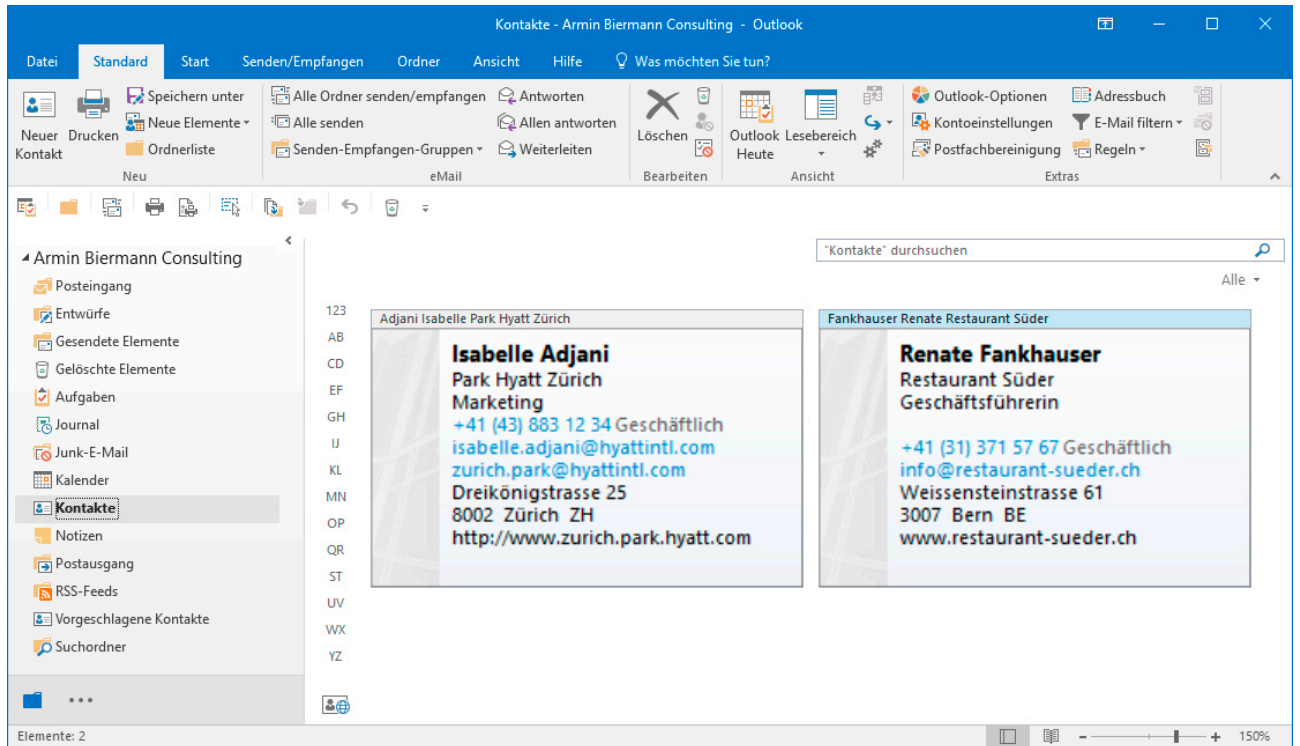 Kontakte - Armin Biermann Consulting - Outlook
Datei Standard Start Senden/Empfangen Ordner Ansicht Hilfe Was möchten Sie tun?
Neuer Kontakt
Drucken
Speichern unter
Neue Elemente
Ordnerliste
Neu
Alle Ordner senden/empfangen
Alle senden
Senden-Empfangen-Gruppen
Antworten
Allen antworten
Weiterleiten
eMail
Löschen
Bearbeiten
Outlook Heute
Lesebereich
Ansicht
Outlook-Optionen
Kontoeinstellungen
Postfachbereinigung
Adressbuch
E-Mail filtern
Regeln
Extras
Armin Biermann Consulting
Posteingang
Entwürfe
Gesendete Elemente
Gelöschte Elemente
Aufgaben
Journal
Junk-E-Mail
Kalender
Kontakte
Notizen
Postausgang
RSS-Feeds
Vorgeschlagene Kontakte
Suchordner
"Kontakte" durchsuchen
Alle
123
AB
CD
EF
GH
IJ
KL
MN
OP
QR
ST
UV
WX
YZ
Adjani Isabelle Park Hyatt Zürich
Isabelle Adjani
Park Hyatt Zürich
Marketing
+41 (43) 883 12 34 Geschäftlich
isabelle.adjani@hyattintl.com
zurich.park@hyattintl.com
Dreikönigstrasse 25
8002 Zürich ZH
http://www.zurich.park.hyatt.com
Fankhauser Renate Restaurant Süder
Renate Fankhauser
Restaurant Süder
Geschäftsführerin
+41 (31) 371 57 67 Geschäftlich
info@restaurant-sueder.ch
Weissensteinstrasse 61
3007 Bern BE
www.restaurant-sueder.ch
Elemente: 2
150%